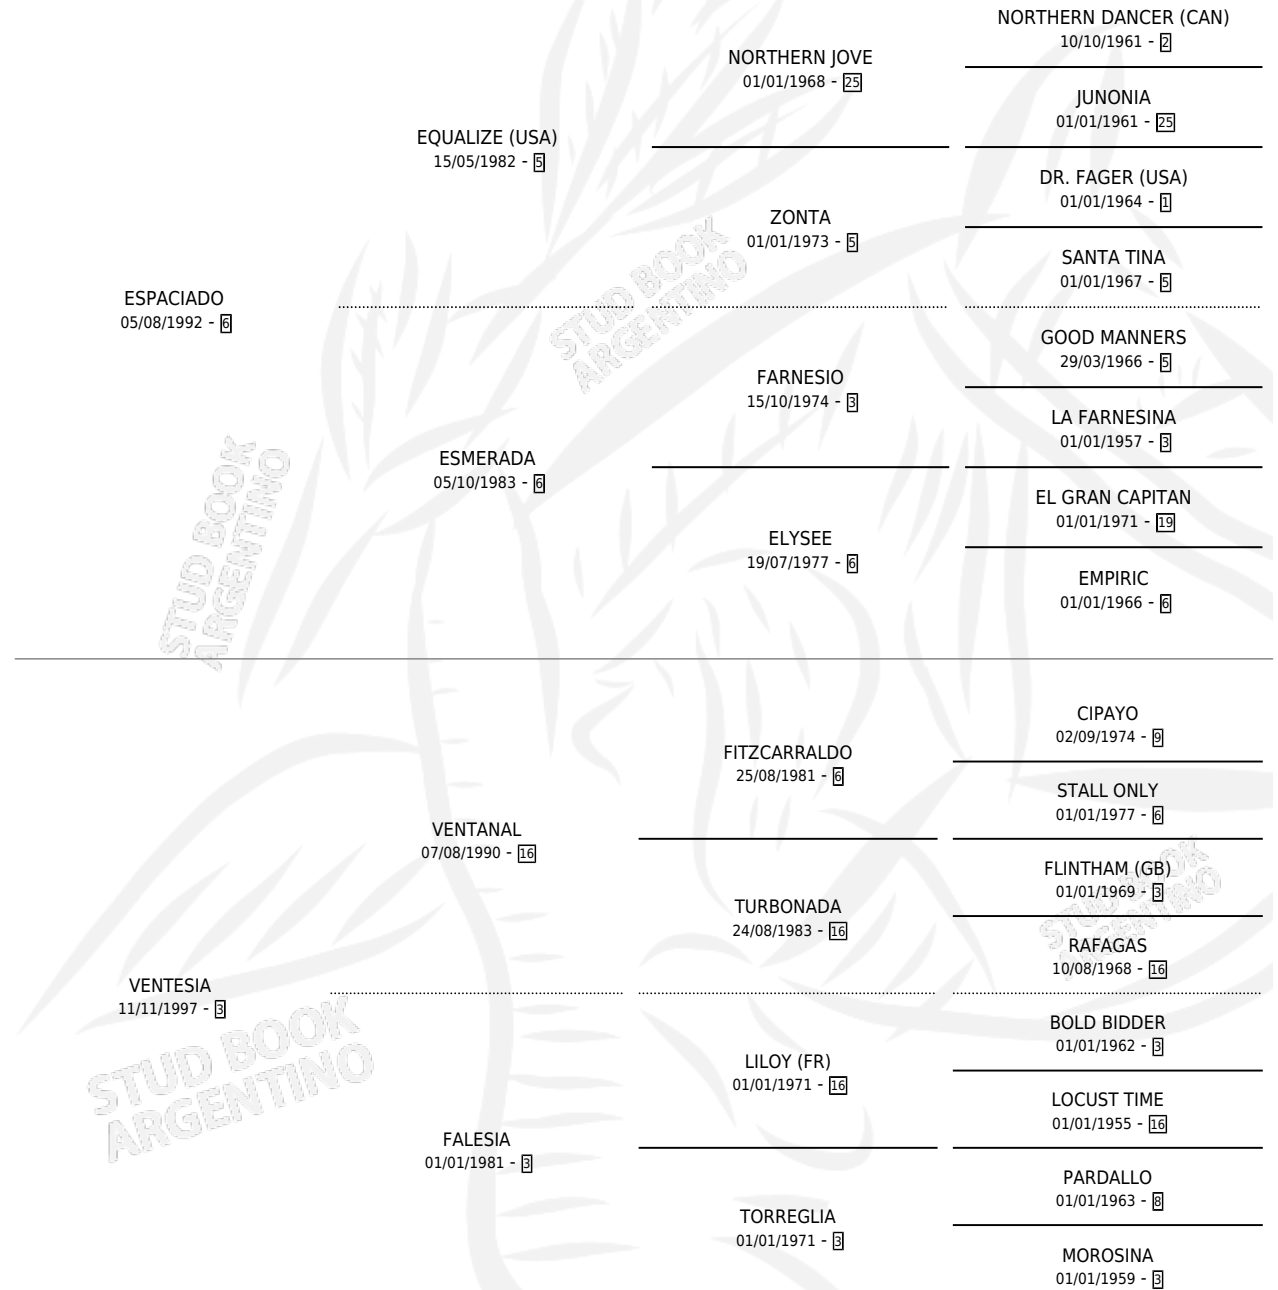 NORTHERN DANCER (CAN)
10/10/1961 - 2
NORTHERN JOVE
01/01/1968 - 25
JUNONIA
01/01/1961 - 25
EQUALIZE (USA)
15/05/1982 - 5
DR. FAGER (USA)
01/01/1964 - 1
ZONTA
01/01/1973 - 5
SANTA TINA
01/01/1967 - 5
ESPACIADO
05/08/1992 - 6
GOOD MANNERS
29/03/1966 - 5
FARNESIO
15/10/1974 - 3
LA FARNESINA
01/01/1957 - 3
ESMERADA
05/10/1983 - 6
EL GRAN CAPITAN
01/01/1971 - 19
ELYSEE
19/07/1977 - 6
EMPIRIC
01/01/1966 - 6
CIPAYO
02/09/1974 - 9
FITZCARRALDO
25/08/1981 - 6
STALL ONLY
01/01/1977 - 6
VENTANAL
07/08/1990 - 16
FLINTHAM (GB)
01/01/1969 - 3
TURBONADA
24/08/1983 - 16
RAFAGAS
10/08/1968 - 16
VENTESIA
11/11/1997 - 3
BOLD BIDDER
01/01/1962 - 3
LILOY (FR)
01/01/1971 - 16
LOCUST TIME
01/01/1955 - 16
FALESIA
01/01/1981 - 3
PARDALLO
01/01/1963 - 8
TORREGLIA
01/01/1971 - 3
MOROSINA
01/01/1959 - 3
STUD BOOK
ARGENTINO
STUD BOOK
ARGENTINO
STUD BOOK
ARGENTINO
STUD BOOK
ARGENTINO